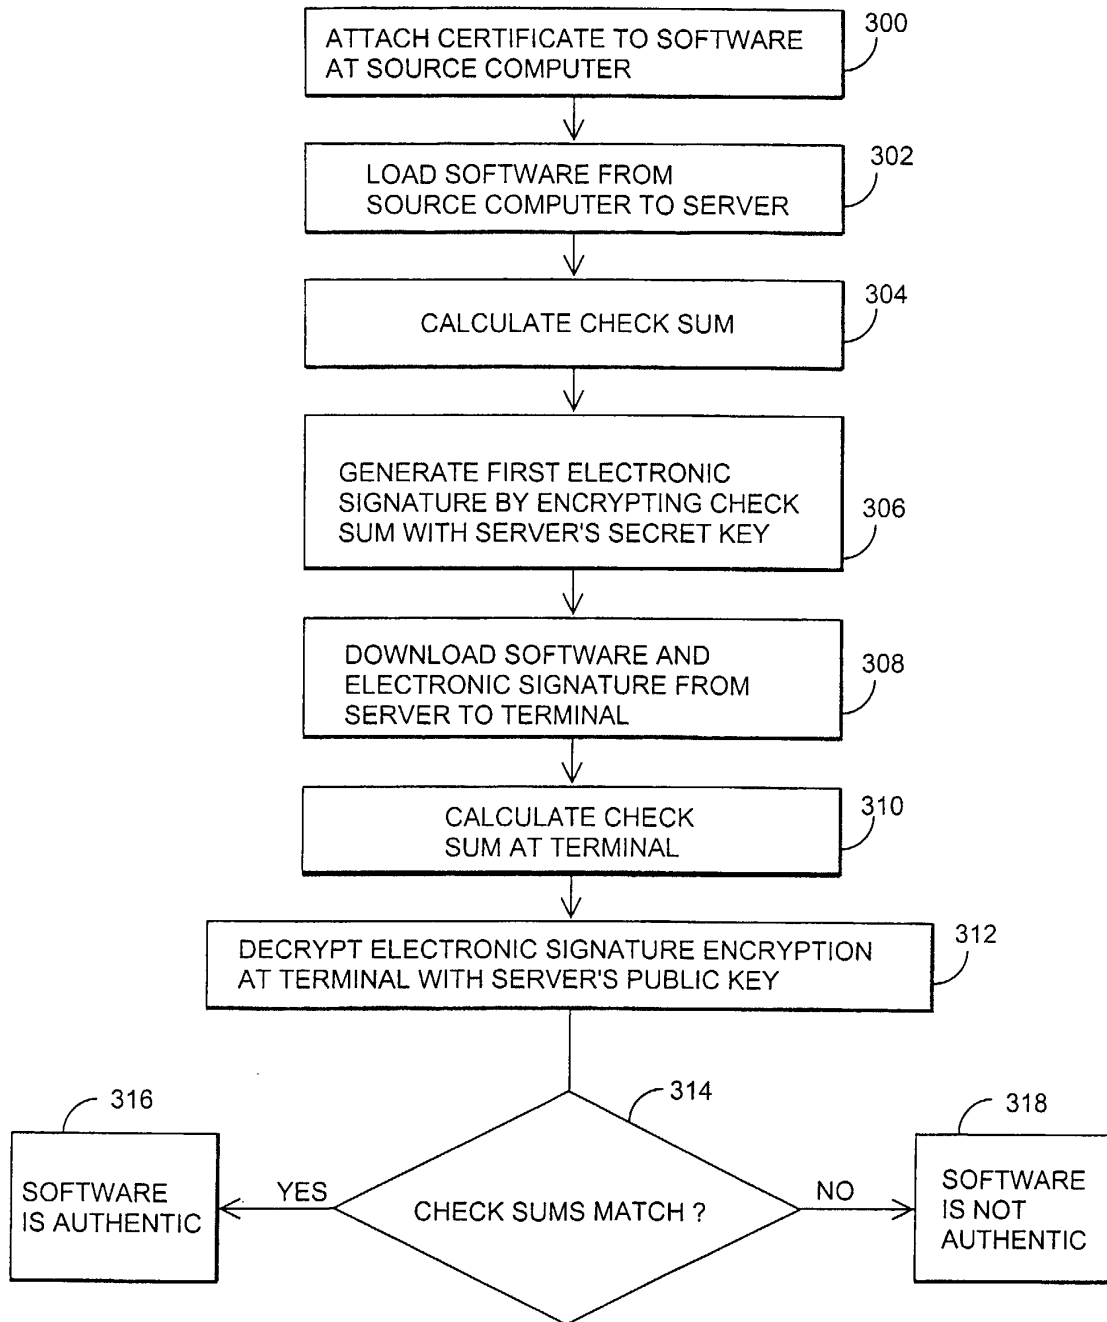 300
ATTACH CERTIFICATE TO SOFTWARE
AT SOURCE COMPUTER
302
LOAD SOFTWARE FROM
SOURCE COMPUTER TO SERVER
304
CALCULATE CHECK SUM
GENERATE FIRST ELECTRONIC
SIGNATURE BY ENCRYPTING CHECK
SUM WITH SERVER'S SECRET KEY
306
DOWNLOAD SOFTWARE AND
ELECTRONIC SIGNATURE FROM
SERVER TO TERMINAL
308
CALCULATE CHECK
SUM AT TERMINAL
310
DECRYPT ELECTRONIC SIGNATURE ENCRYPTION
AT TERMINAL WITH SERVER'S PUBLIC KEY
312
314
CHECK SUMS MATCH ?
YES
316
SOFTWARE
IS AUTHENTIC
NO
318
SOFTWARE
IS NOT
AUTHENTIC